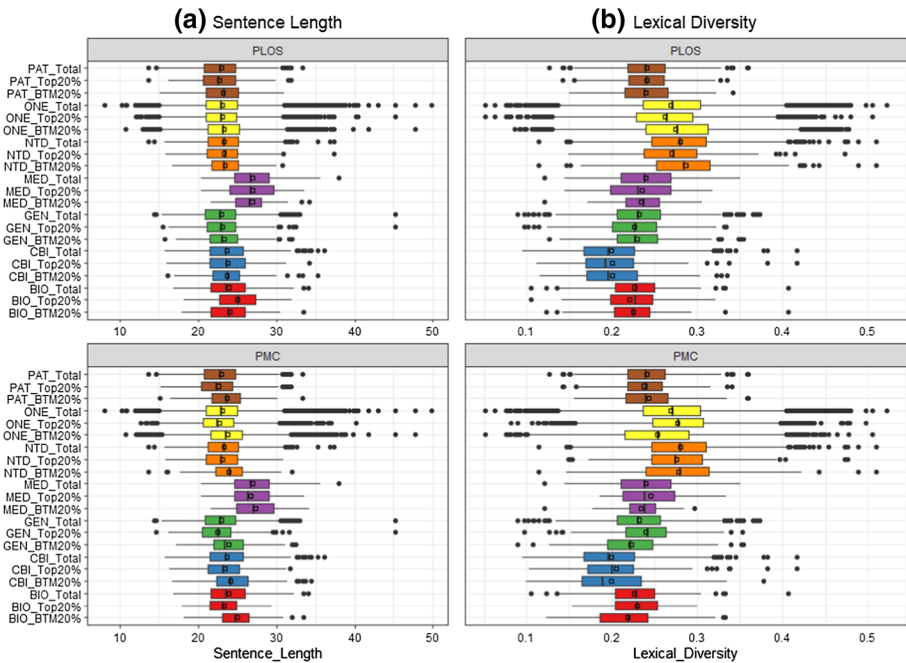 (a) Sentence Length
(b) Lexical Diversity
PLOS
PLOS
PAT_Total
PAT_Top20%
PAT_BTM20%
ONE_Total
ONE_Top20%
ONE_BTM20%
NTD_Total
NTD_Top20%
NTD_BTM20%
MED_Total
MED_Top20%
MED_BTM20%
GEN_Total
GEN_Top20%
GEN_BTM20%
CBI_Total
CBI_Top20%
CBI_BTM20%
BIO_Total
BIO_Top20%
BIO_BTM20%
10 20 30 40 50
0.1 0.2 0.3 0.4 0.5
PMC
PMC
PAT_Total
PAT_Top20%
PAT_BTM20%
ONE_Total
ONE_Top20%
ONE_BTM20%
NTD_Total
NTD_Top20%
NTD_BTM20%
MED_Total
MED_Top20%
MED_BTM20%
GEN_Total
GEN_Top20%
GEN_BTM20%
CBI_Total
CBI_Top20%
CBI_BTM20%
BIO_Total
BIO_Top20%
BIO_BTM20%
10 20 30 40 50
0.1 0.2 0.3 0.4 0.5
Sentence_Length
Lexical_Diversity